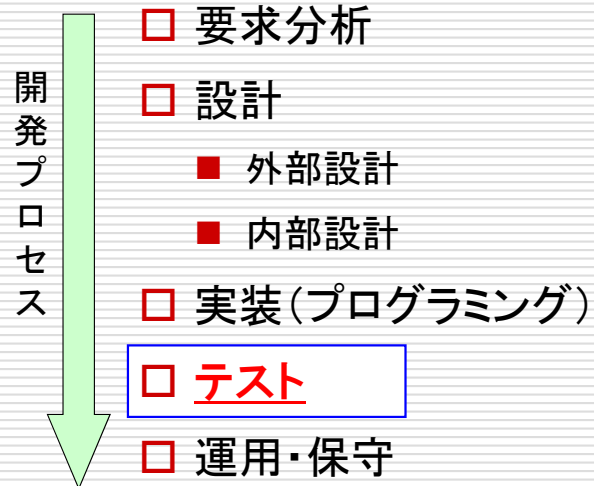 開発プロセス
要求分析
設計
外部設計
内部設計
実装(プログラミング)
テスト
運用・保守